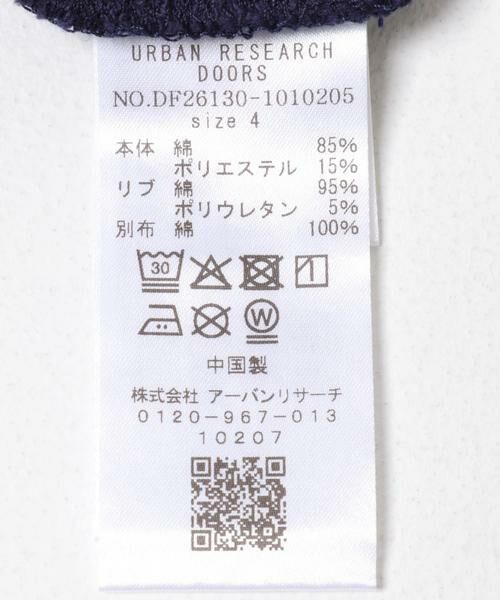 URBAN RESEARCH
DOORS
NO.DF26130-1010205
size 4
本体 綿 85%
ポリエステル 15%
リブ 綿 95%
ポリウレタン 5%
別布 綿 100%
30
W
中国製
株式会社 アーバンリサーチ
0120-967-013
10207